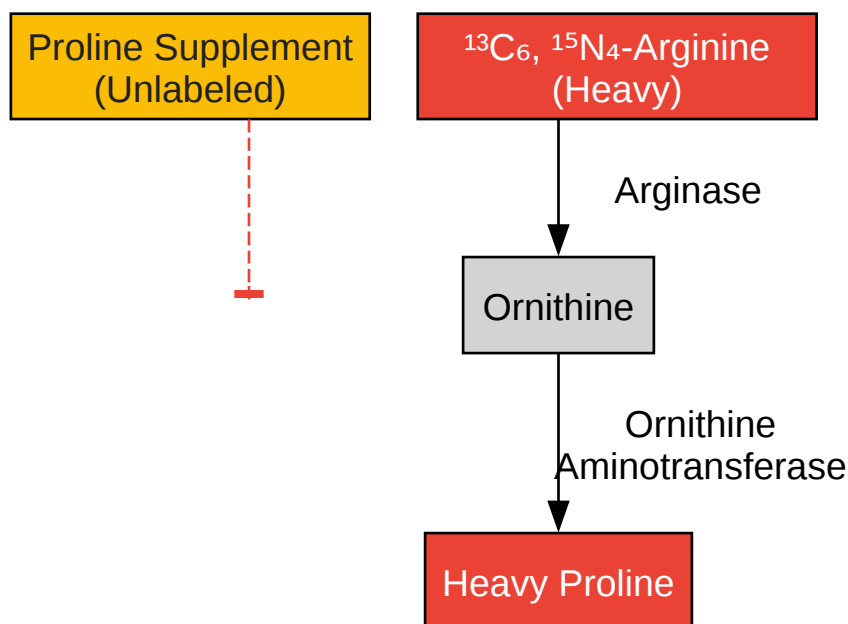 Proline Supplement
(Unlabeled)
¹³C₆, ¹⁵N₄-Arginine
(Heavy)
Arginase
Ornithine
Ornithine
Aminotransferase
Heavy Proline